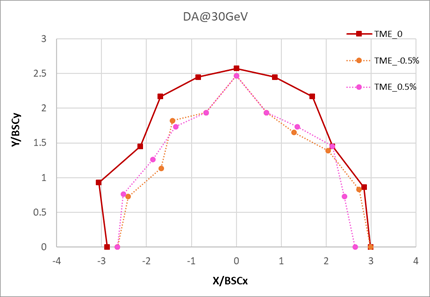 DA@30GeV
TME_0
TME_-0.5%
TME_0.5%
3
2.5
2
1.5
1
0.5
0
Y/BSCy
-4 -3 -2 -1 0 1 2 3 4
X/BSCx